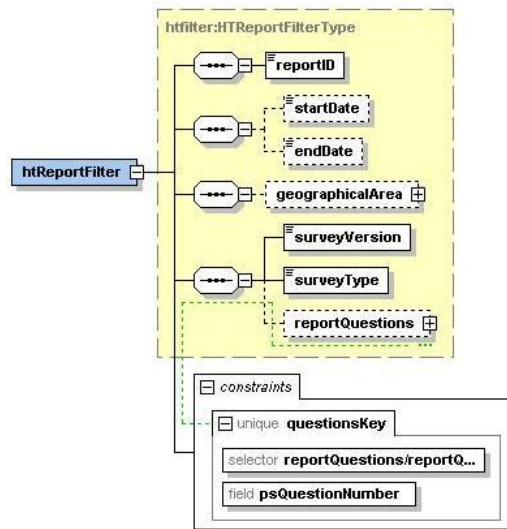 htfilter:HTReportFilterType
reportID
startDate
endDate
htReportFilter
geographicalArea
surveyVersion
surveyType
reportQuestions
constraints
unique questionsKey
selector reportQuestions/reportQ...
field psQuestionNumber